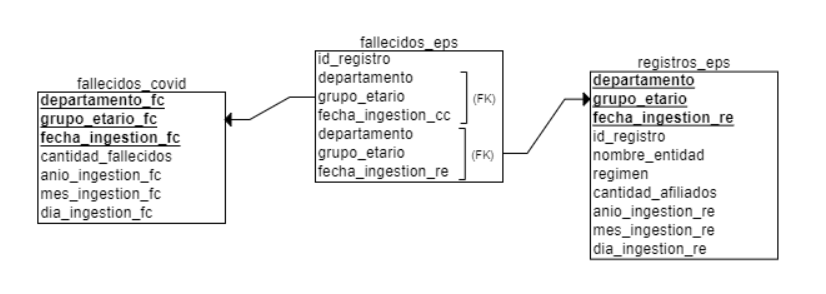 fallecidos_covid
departamento_fc
grupo_etario_fc
fecha_ingestion_fc
cantidad_fallecidos
anio_ingestion_fc
mes_ingestion_fc
dia_ingestion_fc
fallecidos_eps
id_registro
departamento
grupo_etario
fecha_ingestion_cc
(FK)
departamento
grupo_etario
fecha_ingestion_re
(FK)
registros_eps
departamento
grupo_etario
fecha_ingestion_re
id_registro
nombre_entidad
regimen
cantidad_afiliados
anio_ingestion_re
mes_ingestion_re
dia_ingestion_re